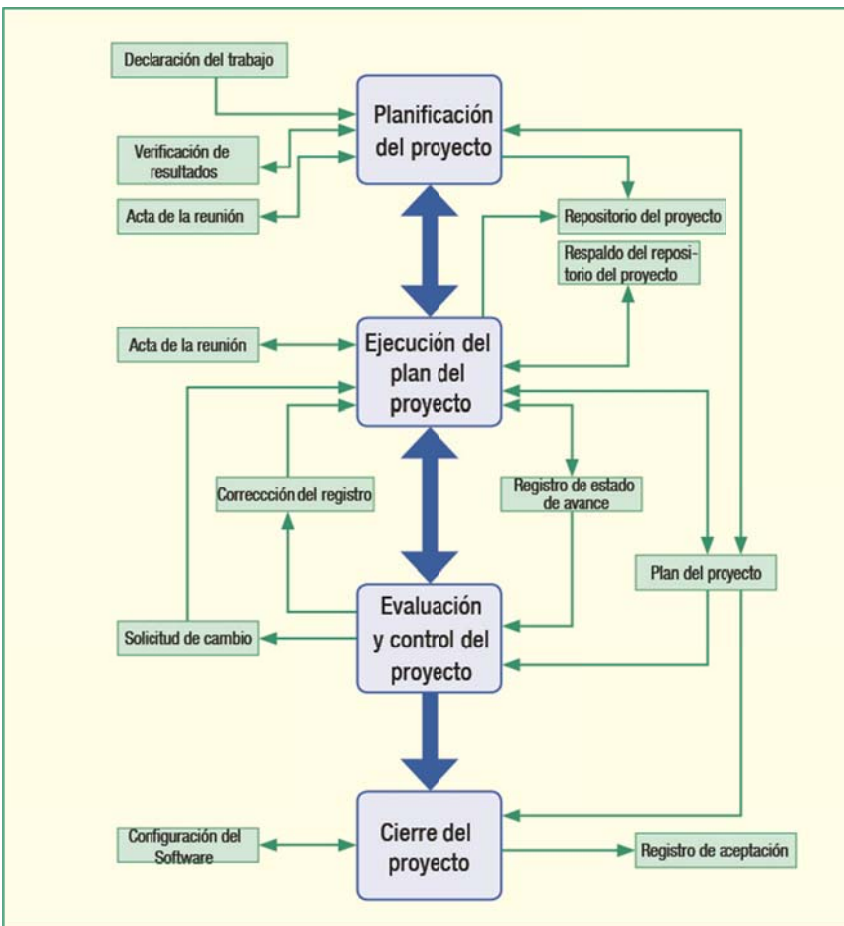 Declaración del trabajo
Planificación
del proyecto
Verificación de
resultados
Acta de la reunión
Repositorio del proyecto
Respaldo del reposi-
torio del proyecto
Acta de la reunión
Ejecución del
plan del
proyecto
Correccción del registro
Registro de estado
de avance
Plan del proyecto
Solicitud de cambio
Evaluación
y control del
proyecto
Configuración del
Software
Cierre del
proyecto
Registro de aceptación